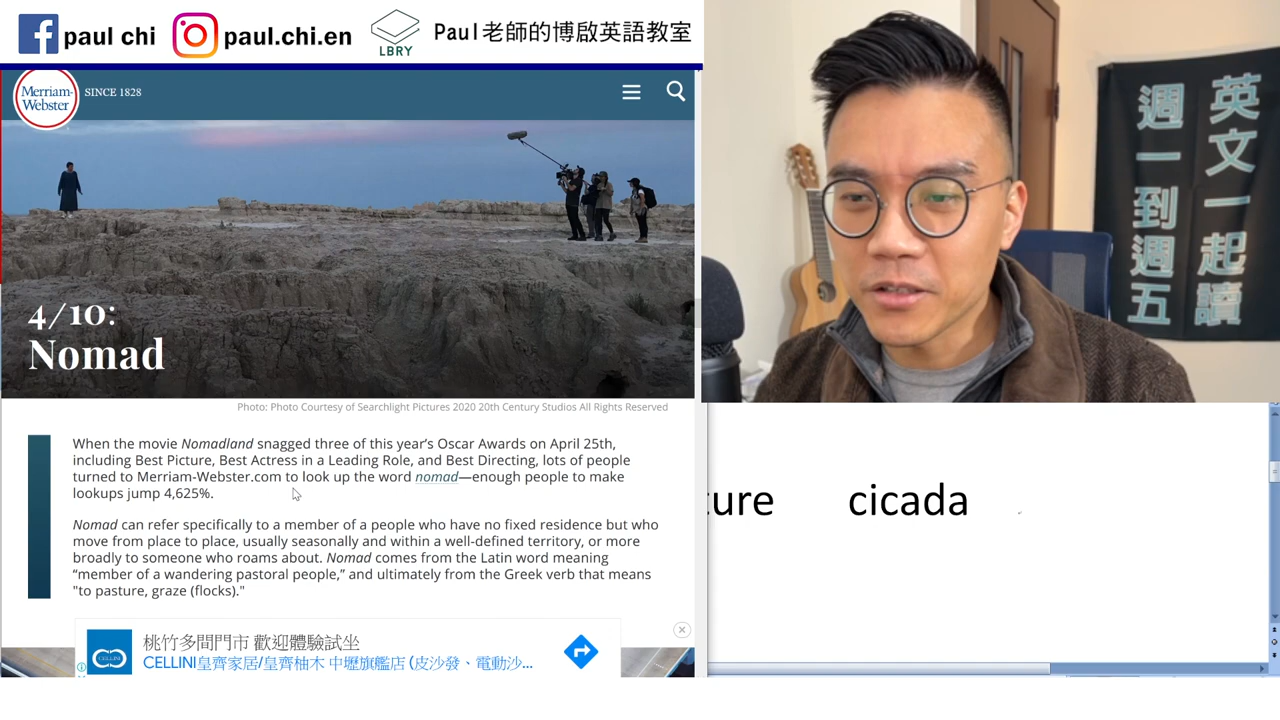 paul chi
paul.chi.en
LBRY
Paul老師的博啟英語教室
Merriam-
Webster
SINCE 1828
4/10:
Nomad
Photo: Photo Courtesy of Searchlight Pictures 2020 20th Century Studios All Rights Reserved
When the movie Nomadland snagged three of this year's Oscar Awards on April 25th,
including Best Picture, Best Actress in a Leading Role, and Best Directing, lots of people
turned to Merriam-Webster.com to look up the word nomad—enough people to make
lookups jump 4,625%.
Nomad can refer specifically to a member of a people who have no fixed residence but who
move from place to place, usually seasonally and within a well-defined territory, or more
broadly to someone who roams about. Nomad comes from the Latin word meaning
“member of a wandering pastoral people,” and ultimately from the Greek verb that means
"to pasture, graze (flocks)."
桃竹多間門市 歡迎體驗試坐
CELLINI皇齊家居/皇齊柚木 中壢旗艦店 (皮沙發、電動沙...
CELLINI
英文一起讀
週一到週五
ture cicada